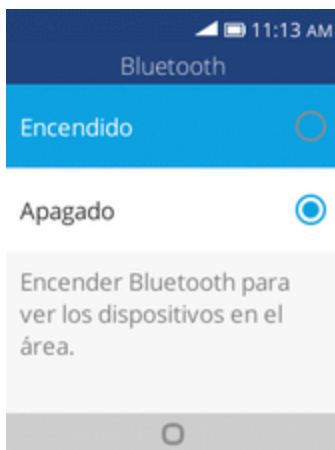 11:13 AM
Bluetooth
Encendido
Apagado
Encender Bluetooth para
ver los dispositivos en el
área.